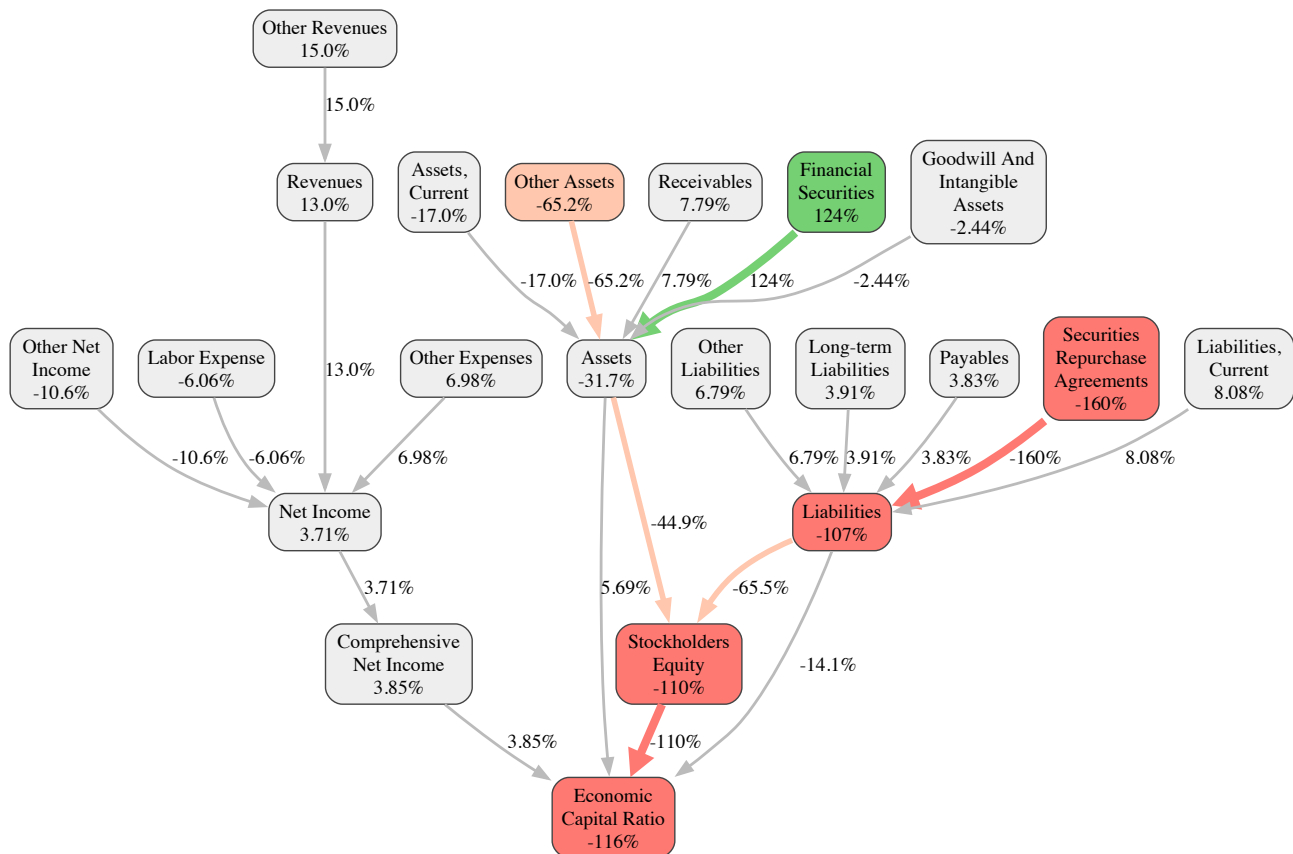 Other Revenues
15.0%
15.0%
Revenues
13.0%
Assets,
Current
-17.0%
Other Assets
-65.2%
Receivables
7.79%
Financial
Securities
124%
Goodwill And
Intangible
Assets
-2.44%
-17.0%
-65.2%
7.79%
124%
-2.44%
Other Net
Income
-10.6%
Labor Expense
-6.06%
13.0%
Other Expenses
6.98%
Assets
-31.7%
Other
Liabilities
6.79%
Long-term
Liabilities
3.91%
Payables
3.83%
Securities
Repurchase
Agreements
-160%
Liabilities,
Current
8.08%
-10.6%
-6.06%
6.98%
6.79%
3.91%
3.83%
-160%
8.08%
Net Income
3.71%
-44.9%
Liabilities
-107%
3.71%
5.69%
-65.5%
Comprehensive
Net Income
3.85%
Stockholders
Equity
-110%
-14.1%
3.85%
-110%
Economic
Capital Ratio
-116%